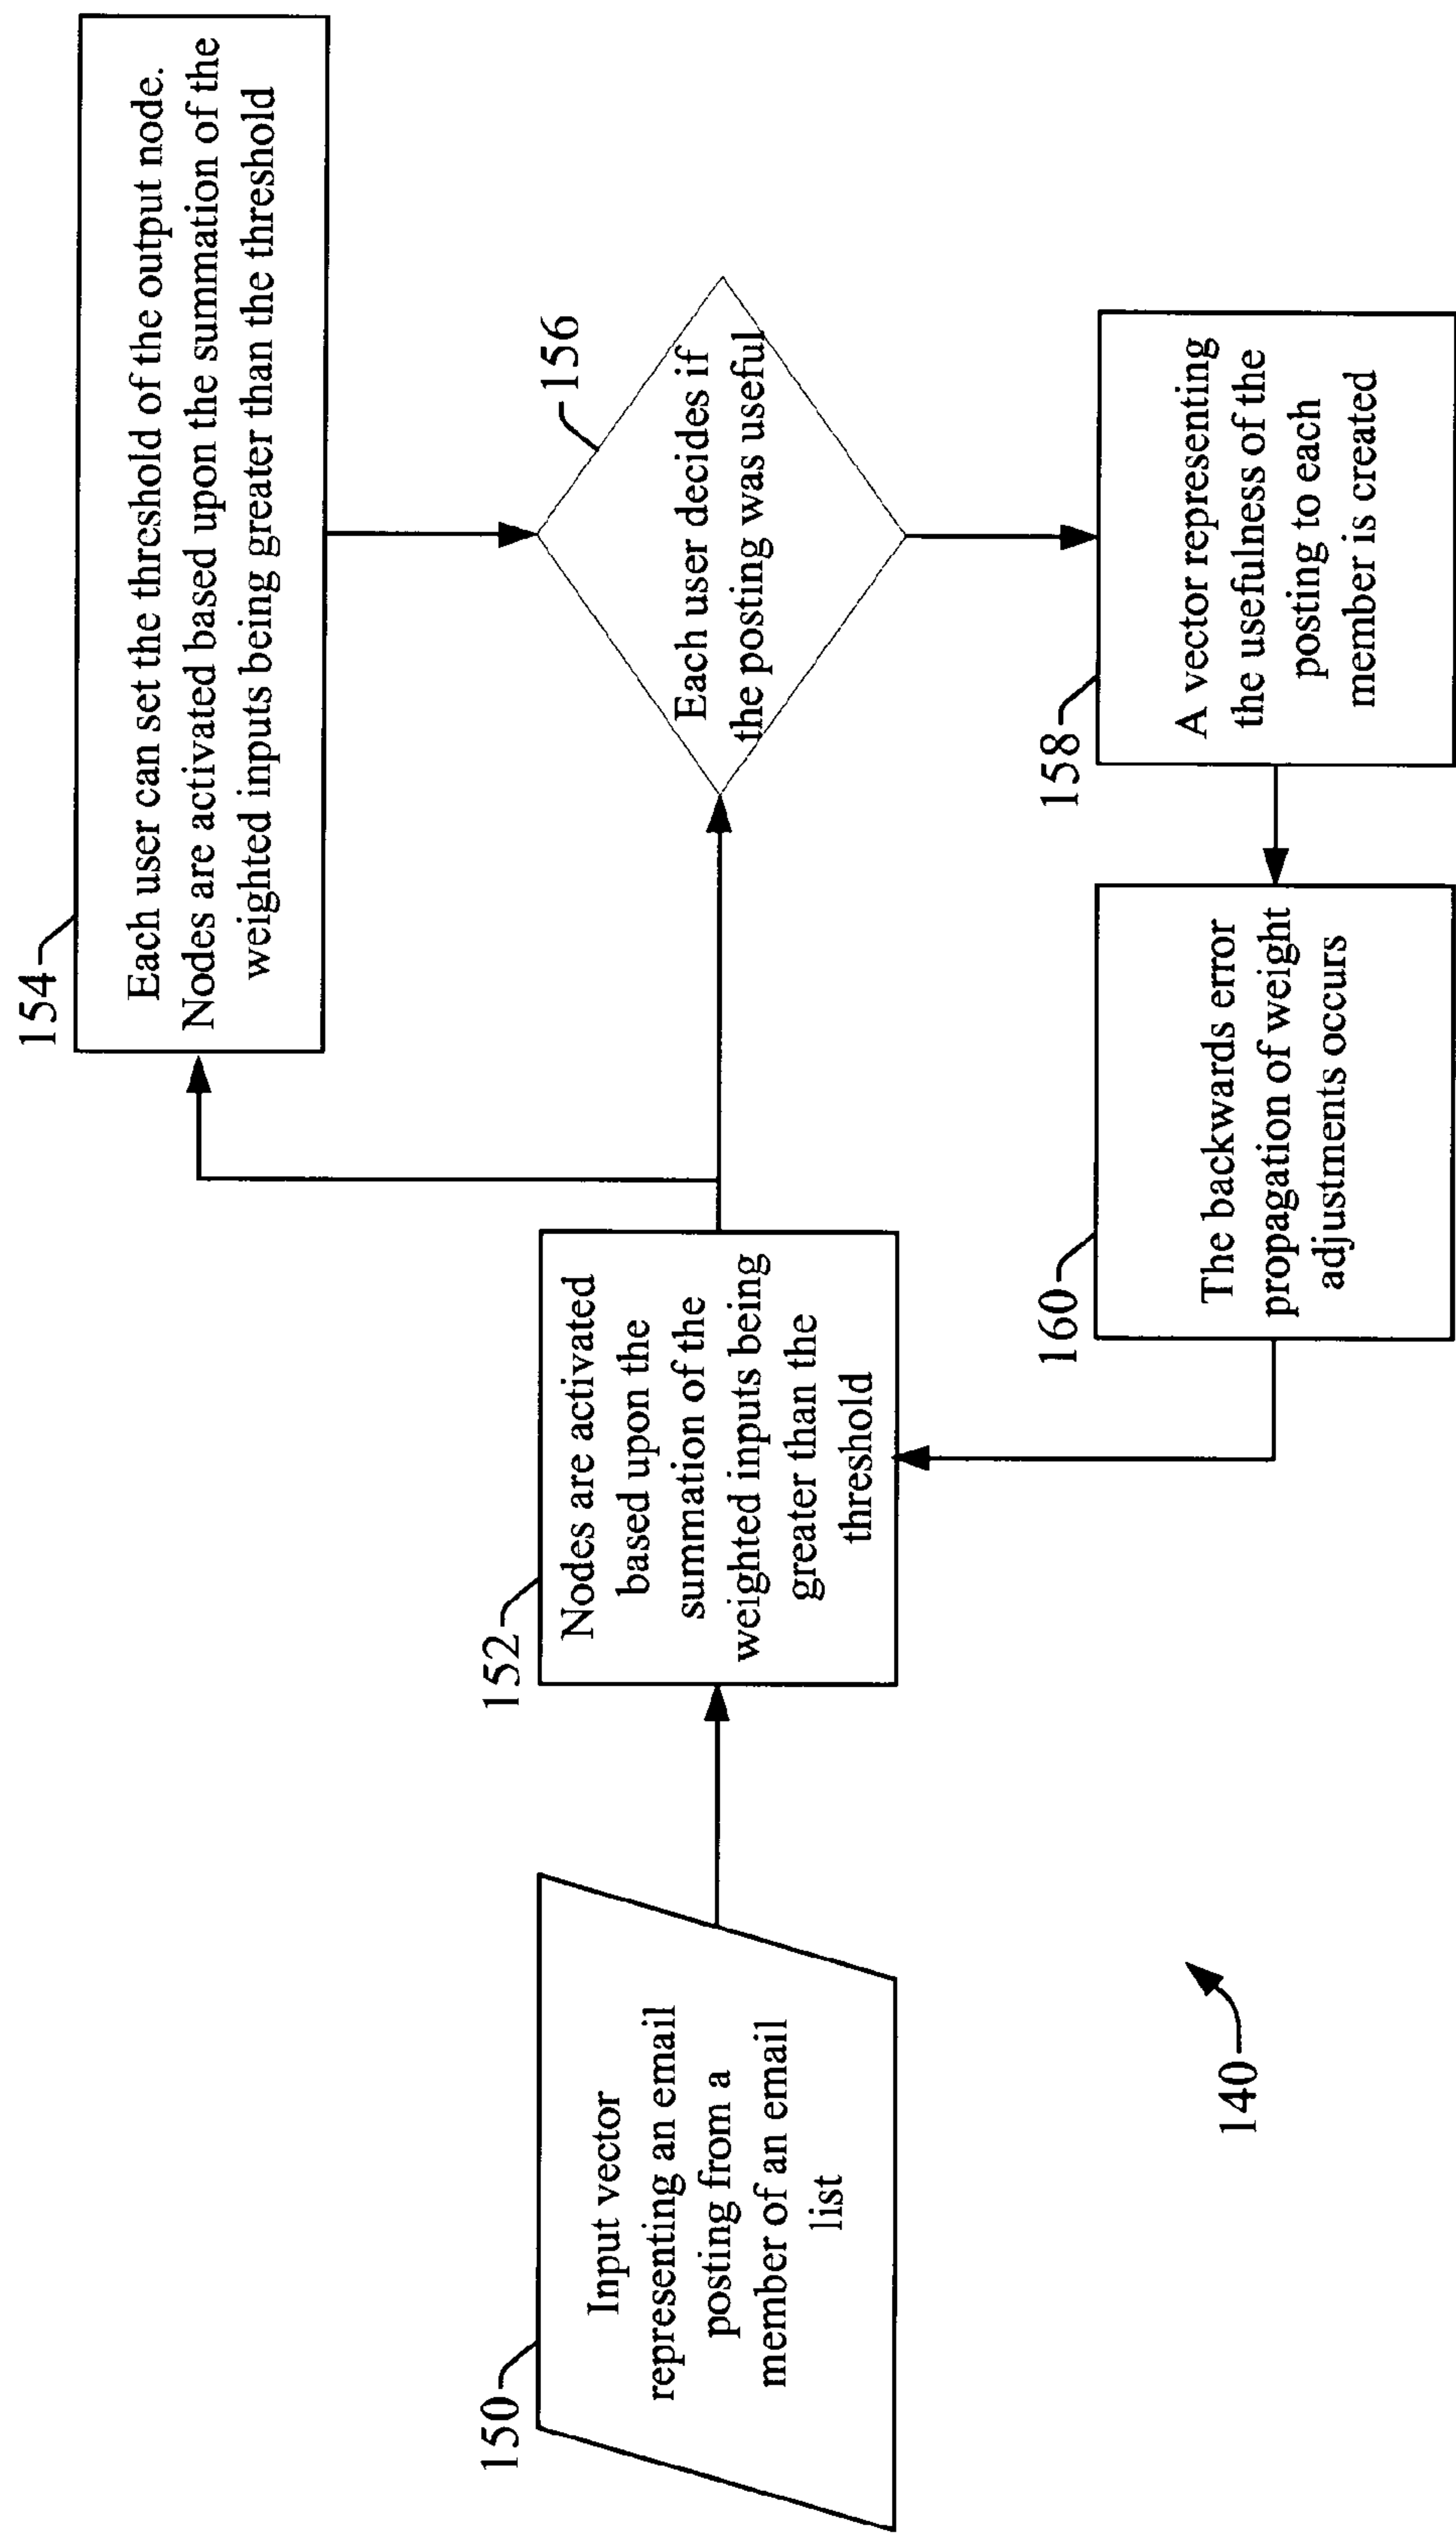 154
Each user can set the threshold of the output node.
Nodes are activated based upon the summation of the
weighted inputs being greater than the threshold
150
Input vector
representing an email
posting from a
member of an email
list
152
Nodes are activated
based upon the
summation of the
weighted inputs being
greater than the
threshold
156
Each user decides if
the posting was useful
160
The backwards error
propagation of weight
adjustments occurs
158
A vector representing
the usefulness of the
posting to each
member is created
140